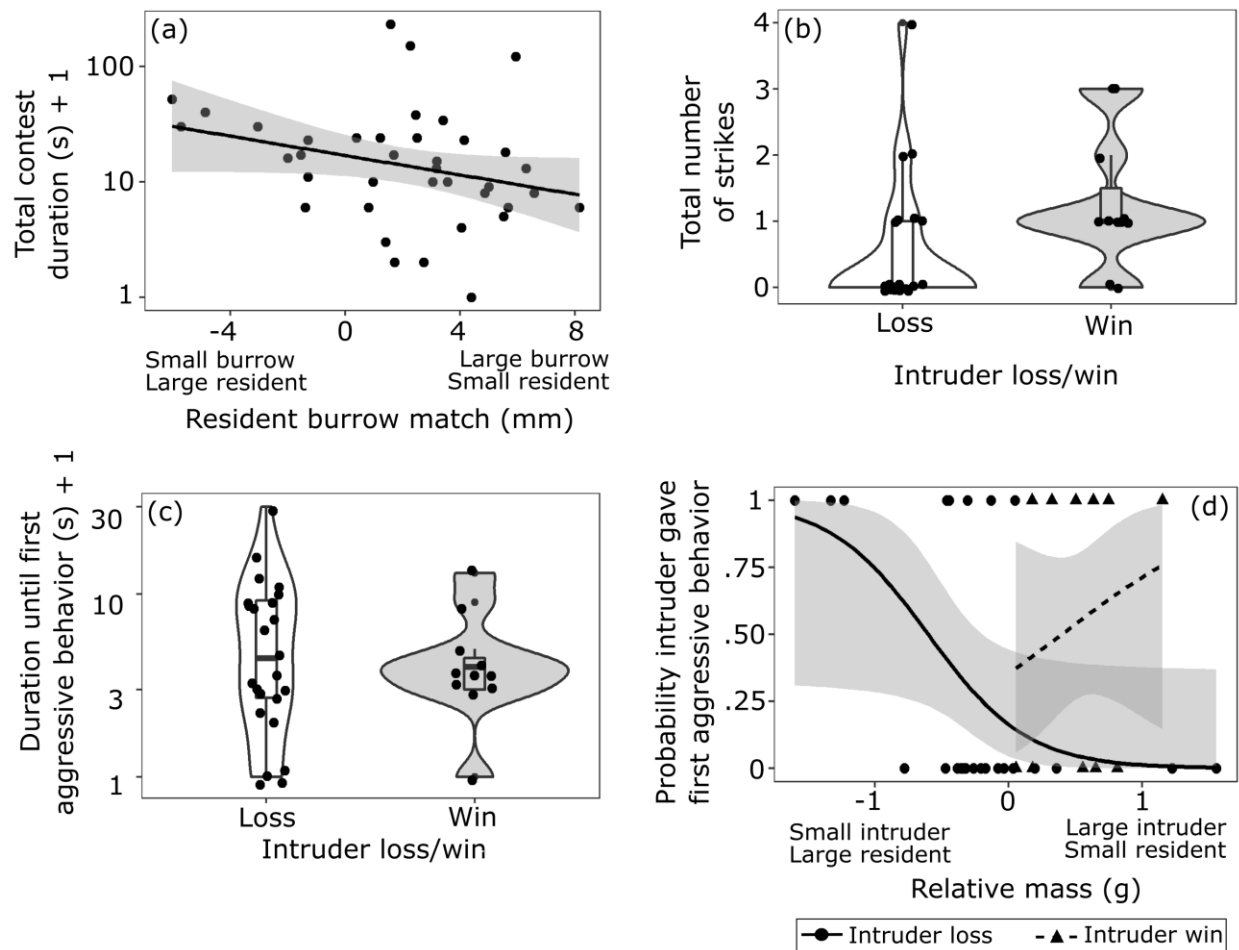 (a)
Total contest
duration (s) + 1
100
10
1
-4
0
4
8
Small burrow
Large resident
Large burrow
Small resident
Resident burrow match (mm)
(b)
Total number
of strikes
4
3
2
1
0
Loss
Win
Intruder loss/win
(c)
Duration until first
aggressive behavior (s) + 1
30
10
3
1
Loss
Win
Intruder loss/win
(d)
Probability intruder gave
first aggressive behavior
1
.75
.50
.25
0
-1
0
1
Small intruder
Large resident
Large intruder
Small resident
Relative mass (g)
Intruder loss
Intruder win